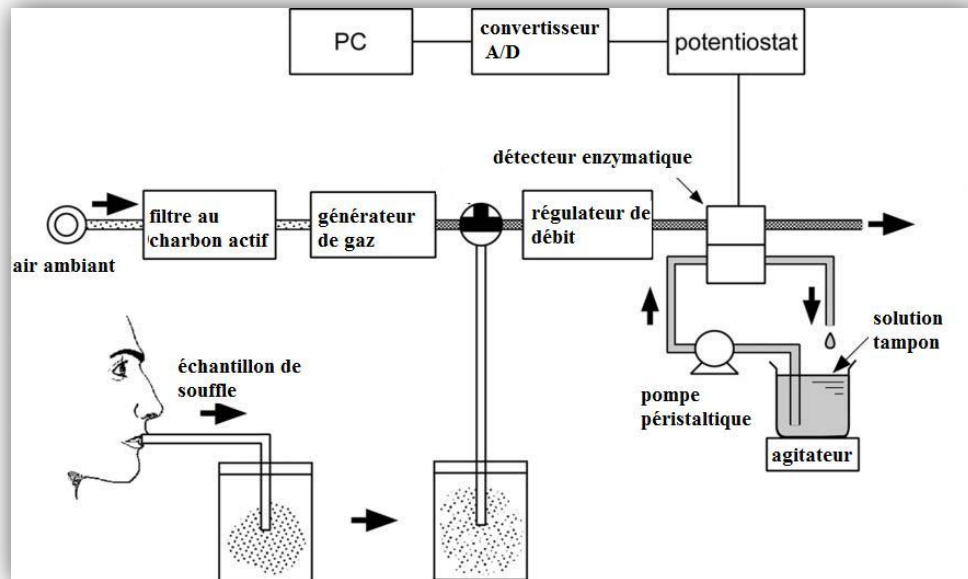 PC
convertisseur
A/D
potentiostat
détecteur enzymatique
filtre au
charbon actif
générateur
de gaz
régulateur de
débit
air ambiant
échantillon de
souffle
solution
tampon
pompe
péristaltique
agitateur